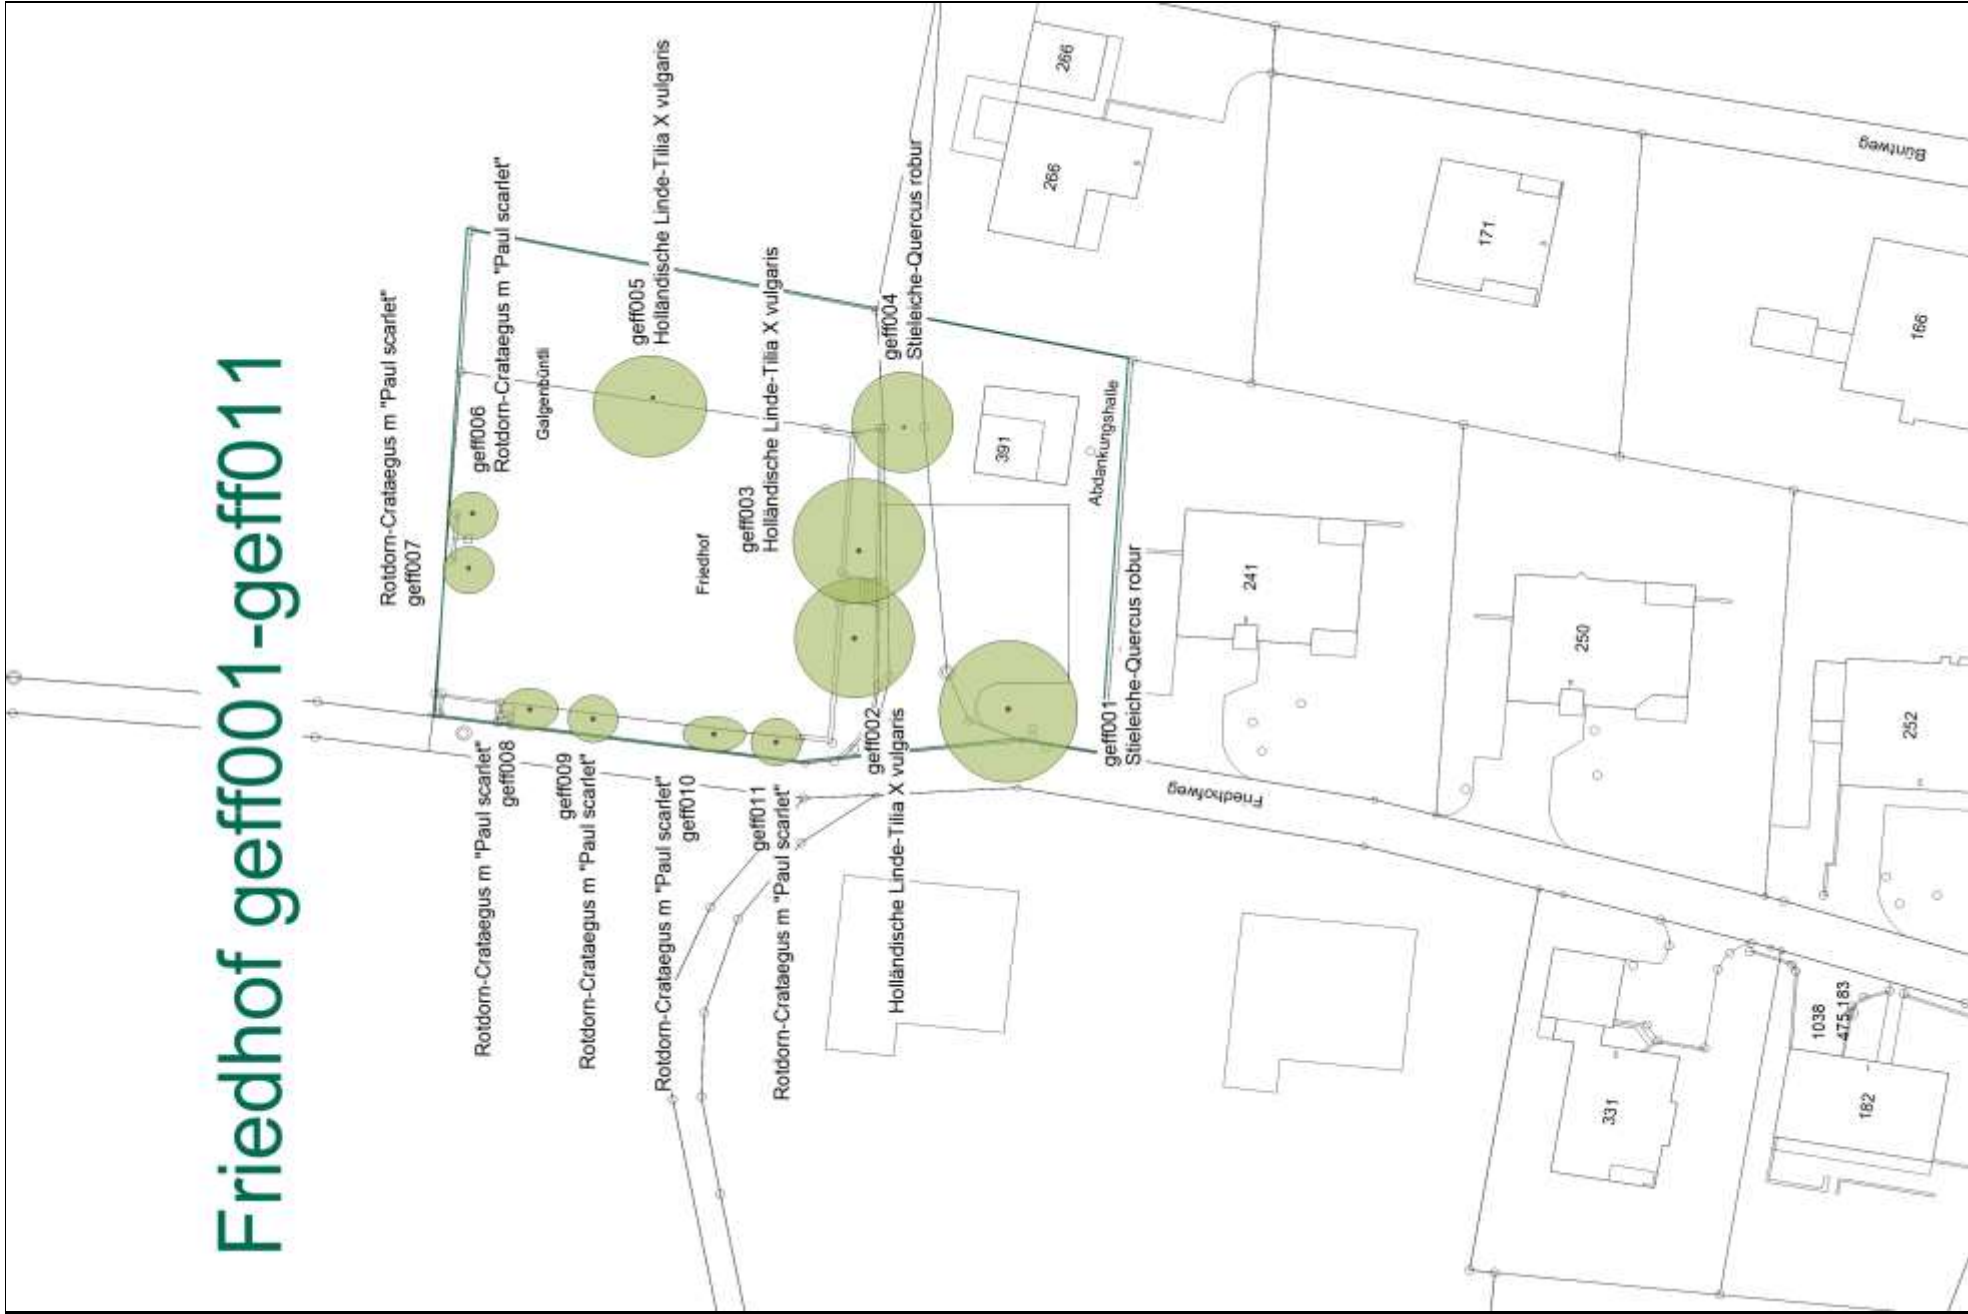 Friedhof geff001-geff011
Rotdorn-Crataegus m "Paul scarlet"
geff007
geff006
Rotdorn-Crataegus m "Paul scarlet"
Galgenbüntli
geff005
Holländische Linde-Tilia X vulgaris
Friedhof
geff003
Holländische Linde-Tilia X vulgaris
geff004
Stieleiche-Quercus robur
Rotdorn-Crataegus m "Paul scarlet"
geff008
geff009
Rotdorn-Crataegus m "Paul scarlet"
Rotdorn-Crataegus m "Paul scarlet"
geff010
geff011
Rotdorn-Crataegus m "Paul scarlet"
geff002
Holländische Linde-Tilia X vulgaris
391
Abdankungshalle
geff001
Stieleiche-Quercus robur
Friedhofweg
266
266
241
171
Büntweg
250
166
252
331
1038
475,183
182